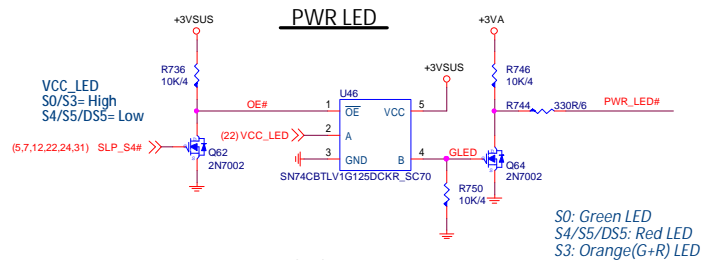 PWR LED
+3VSUS
+3VA
R736
10K/4
+3VSUS
R746
10K/4
VCC_LED
S0/S3= High
S4/S5/DS5= Low
U46
R744
330R/6
PWR_LED#
OE#
1
OE
VCC
5
(22) VCC_LED
2
A
(5,7,12,22,24,31) SLP_S4#
Q62
2N7002
3
GND
B
4
GLED
Q64
2N7002
SN74CBTLV1G125DCKR_SC70
R750
10K/4
S0: Green LED
S4/S5/DS5: Red LED
S3: Orange(G+R) LED